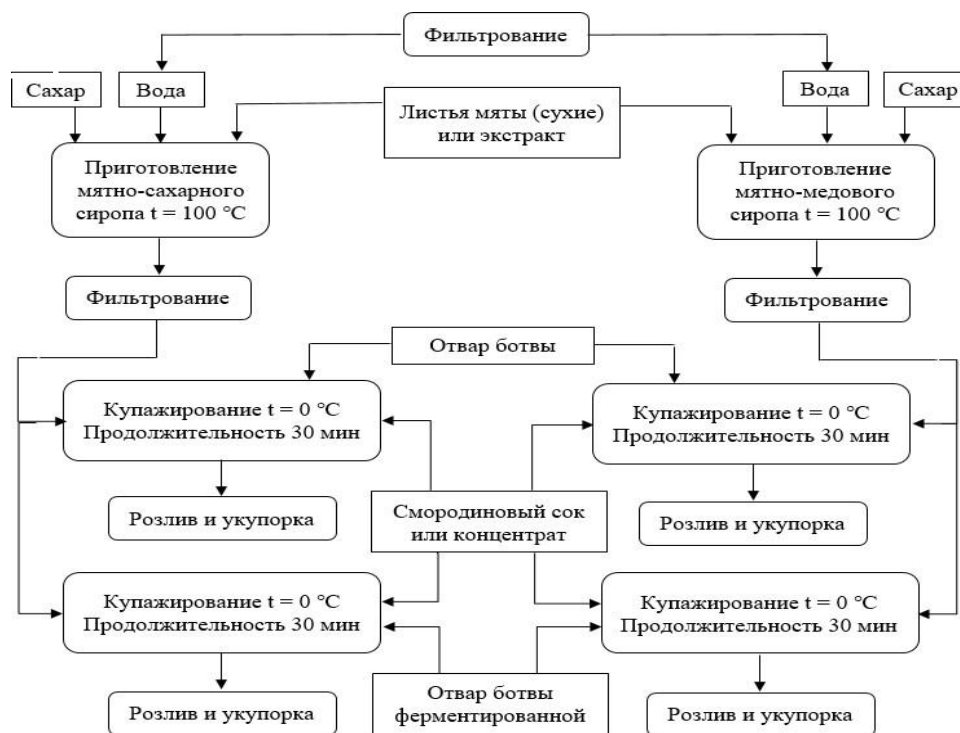 Фильтрование
Сахар
Вода
Вода
Сахар
Листья мяты (сухие)
или экстракт
Приготовление
мятно-сахарного
сиропа t = 100 °C
Приготовление
мятно-медового
сиропа t = 100 °C
Фильтрование
Фильтрование
Отвар ботвы
Купажирование t = 0 °C
Продолжительность 30 мин
Купажирование t = 0 °C
Продолжительность 30 мин
Розлив и укупорка
Смородиновый сок
или концентрат
Розлив и укупорка
Купажирование t = 0 °C
Продолжительность 30 мин
Купажирование t = 0 °C
Продолжительность 30 мин
Розлив и укупорка
Отвар ботвы
ферментированной
Розлив и укупорка